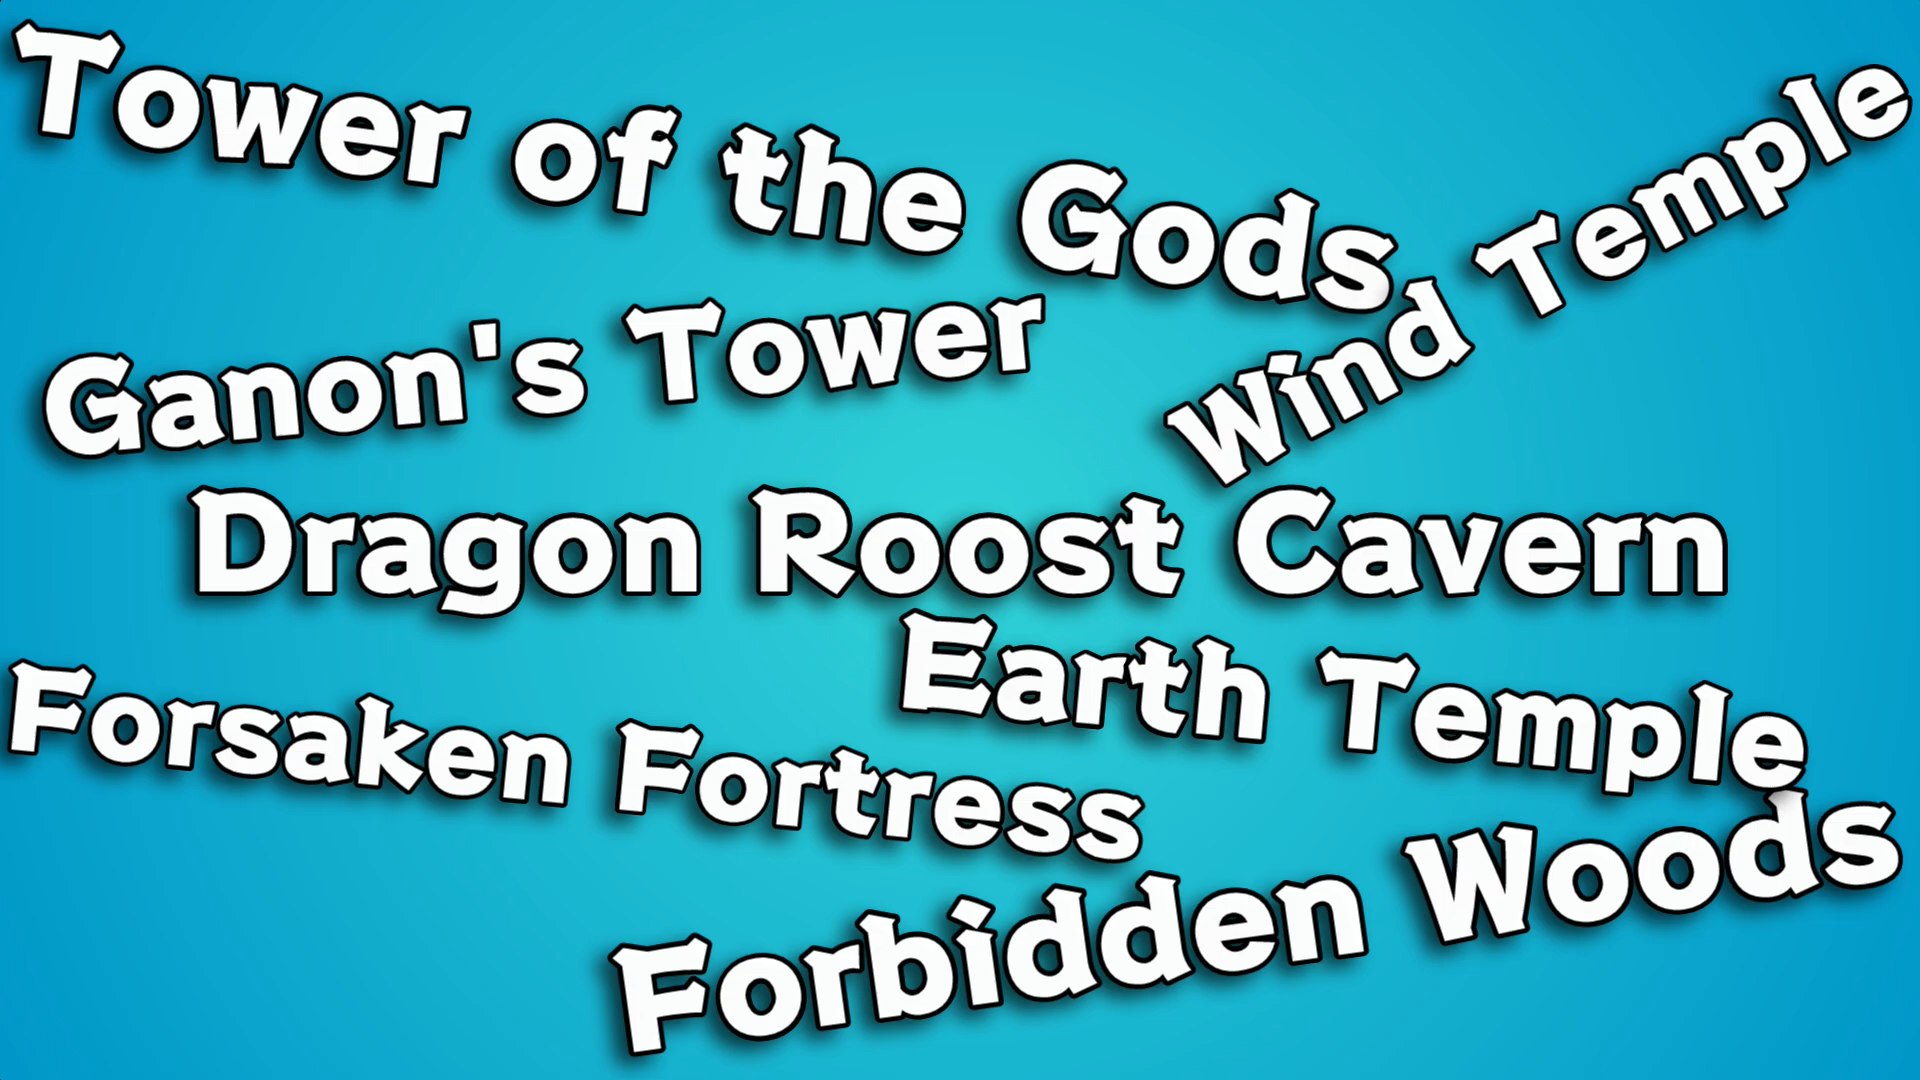 Tower of the Gods
Wind Temple
Ganon's Tower
Dragon Roost Cavern
Earth Temple
Forsaken Fortress
Forbidden Woods